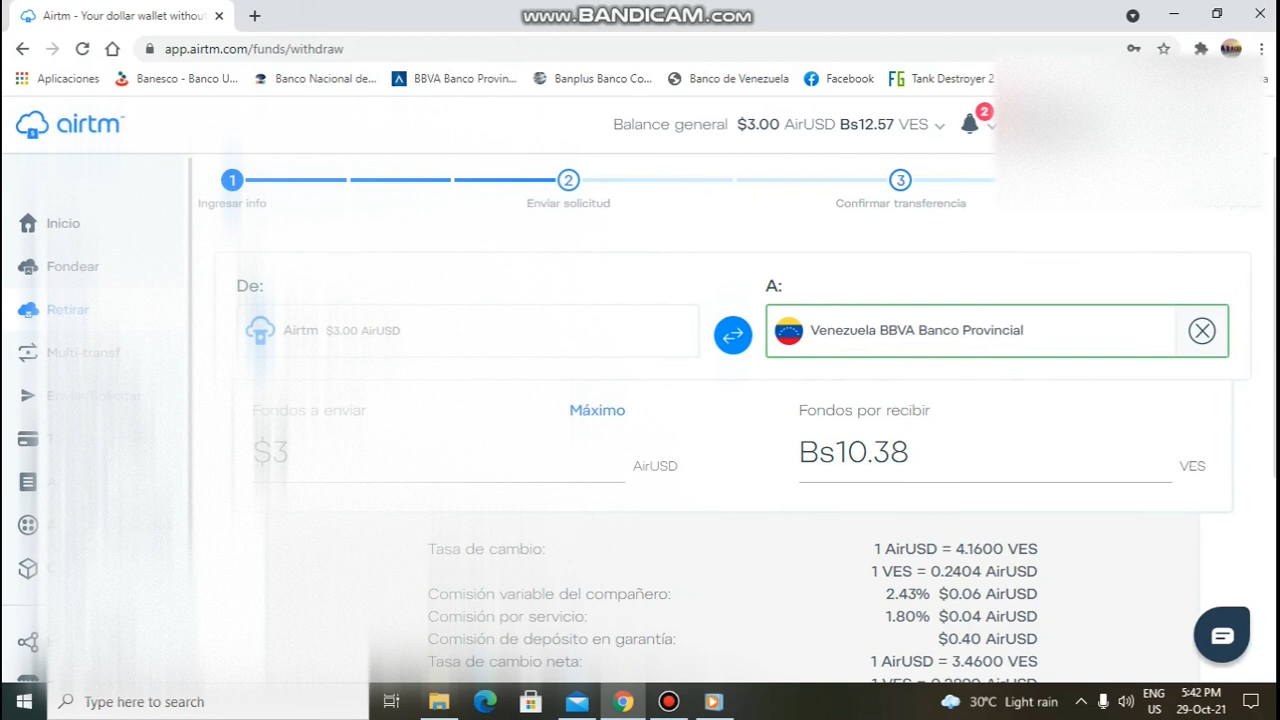 www.BANDICAM.com
Airtm - Your dollar wallet withou
app.airtm.com/funds/withdraw
Aplicaciones Banesco - Banco U... Banco Nacional de... BBVA Banco Provin... Banplus Banco Co... Banco de Venezuela Facebook FG Tank Destroyer 2
airtm
Balance general $3.00 AirUSD Bs12.57 VES 2
1 2 3
Ingresar info Enviar solicitud Confirmar transferencia
Inicio
Fondear
Retirar
Multi-transf
Enviar/Solicitar
De: A:
Airtm $3.00 AirUSD Venezuela BBVA Banco Provincial
Fondos a enviar Máximo Fondos por recibir
$3 AirUSD Bs10.38 VES
Tasa de cambio: 1 AirUSD = 4.1600 VES
1 VES = 0.2404 AirUSD
Comisión variable del compañero: 2.43% $0.06 AirUSD
Comisión por servicio: 1.80% $0.04 AirUSD
Comisión de depósito en garantía: $0.40 AirUSD
Tasa de cambio neta: 1 AirUSD = 3.4600 VES
Type here to search
30°C Light rain
ENG
US
5:42 PM
29-Oct-21